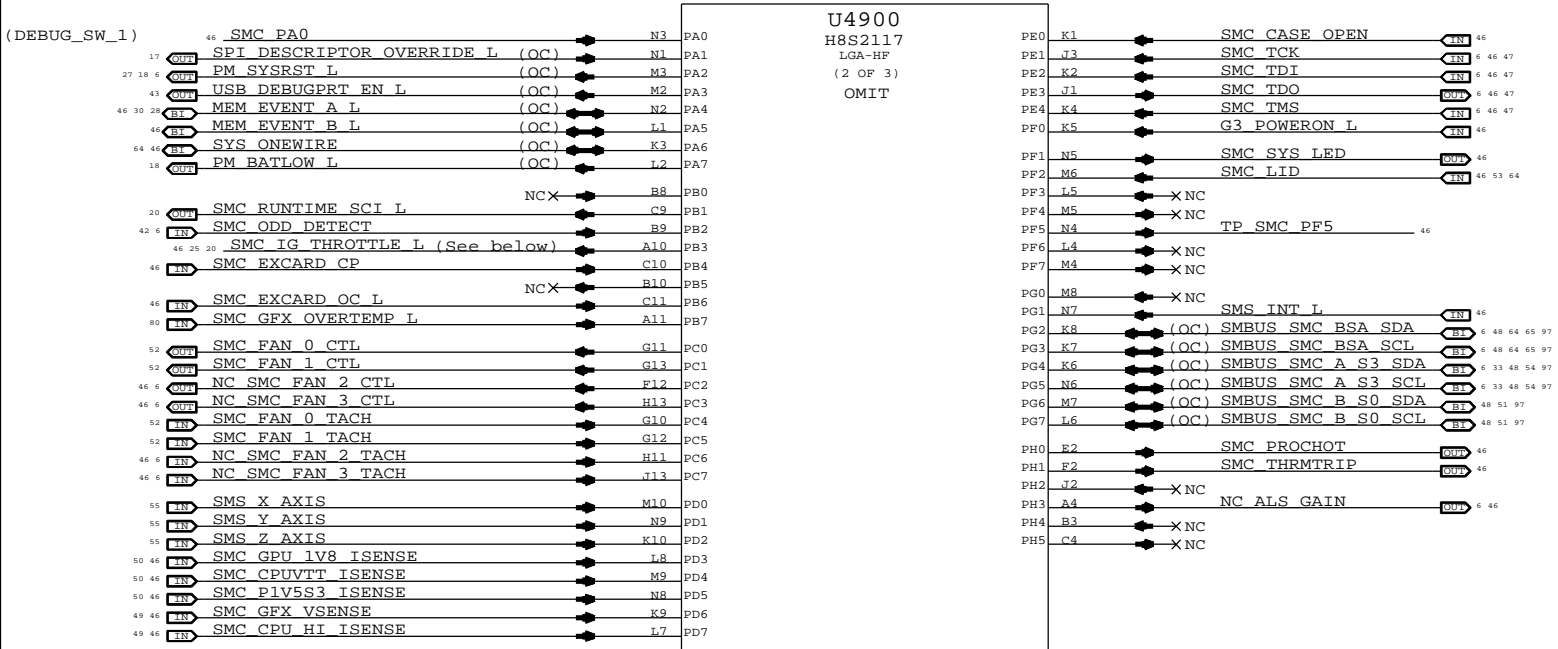 U4900
H8S2117
LGA-HF
(2 OF 3)
OMIT
(DEBUG_SW_1) 46 SMC_PA0 N3 PA0
17 OUT SPI_DESCRIPTOR_OVERRIDE_L (OC) N1 PA1
27 18 6 OUT PM_SYSRST_L (OC) M3 PA2
43 OUT USB_DEBUGPRT_EN_L (OC) M2 PA3
46 30 28 BI MEM_EVENT_A_L (OC) N2 PA4
46 BI MEM_EVENT_B_L (OC) L1 PA5
64 46 BI SYS_ONEWIRE (OC) K3 PA6
18 OUT PM_BATLOW_L (OC) L2 PA7
NC B8 PB0
20 OUT SMC_RUNTIME_SCI_L C9 PB1
42 6 IN SMC_ODD_DETECT B9 PB2
46 25 20 SMC_IG_THROTTLE_L (See below) A10 PB3
46 IN SMC_EXCARD_CP C10 PB4
NC B10 PB5
46 IN SMC_EXCARD_OC_L C11 PB6
80 IN SMC_GFX_OVERTEMP_L A11 PB7
52 OUT SMC_FAN_0_CTL G11 PC0
52 OUT SMC_FAN_1_CTL G13 PC1
46 6 OUT NC_SMC_FAN_2_CTL F12 PC2
46 6 OUT NC_SMC_FAN_3_CTL H13 PC3
52 IN SMC_FAN_0_TACH G10 PC4
52 IN SMC_FAN_1_TACH G12 PC5
46 6 IN NC_SMC_FAN_2_TACH H11 PC6
46 6 IN NC_SMC_FAN_3_TACH J13 PC7
55 IN SMS_X_AXIS M10 PD0
55 IN SMS_Y_AXIS N9 PD1
55 IN SMS_Z_AXIS K10 PD2
50 46 IN SMC_GPU_1V8_ISENSE L8 PD3
50 46 IN SMC_CPUVTT_ISENSE M9 PD4
50 46 IN SMC_P1V5S3_ISENSE N8 PD5
49 46 IN SMC_GFX_VSENSE K9 PD6
49 46 IN SMC_CPU_HI_ISENSE L7 PD7
PE0 K1 SMC_CASE_OPEN IN 46
PE1 J3 SMC_TCK IN 6 46 47
PE2 K2 SMC_TDI IN 6 46 47
PE3 J1 SMC_TDO OUT 6 46 47
PE4 K4 SMC_TMS IN 6 46 47
PF0 K5 G3_POWERON_L IN 46
PF1 N5 SMC_SYS_LED OUT 46
PF2 M6 SMC_LID IN 46 53 64
PF3 L5 NC
PF4 M5 NC
PF5 N4 TP_SMC_PF5 46
PF6 L4 NC
PF7 M4 NC
PG0 M8 NC
PG1 N7 SMS_INT_L IN 46
PG2 K8 (OC) SMBUS_SMC_BSA_SDA BI 6 48 64 65 97
PG3 K7 (OC) SMBUS_SMC_BSA_SCL BI 6 48 64 65 97
PG4 K6 (OC) SMBUS_SMC_A_S3_SDA BI 6 33 48 54 97
PG5 N6 (OC) SMBUS_SMC_A_S3_SCL BI 6 33 48 54 97
PG6 M7 (OC) SMBUS_SMC_B_S0_SDA BI 48 51 97
PG7 L6 (OC) SMBUS_SMC_B_S0_SCL BI 48 51 97
PH0 E2 SMC_PROCHOT OUT 46
PH1 F2 SMC_THRMTRIP OUT 46
PH2 J2 NC
PH3 A4 NC_ALS_GAIN OUT 6 46
PH4 B3 NC
PH5 C4 NC